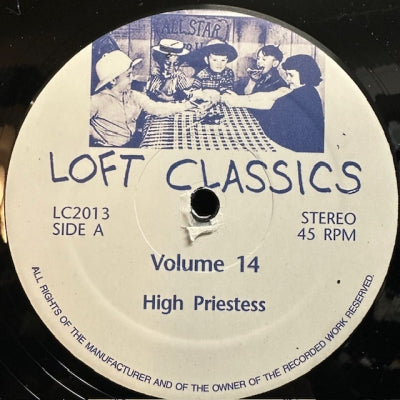 ALL STAR
LOFT CLASSICS
LC2013
SIDE A
STEREO
45 RPM
Volume 14
High Priestess
ALL RIGHTS OF THE MANUFACTURER AND OF THE OWNER OF THE RECORDED WORK RESERVED.